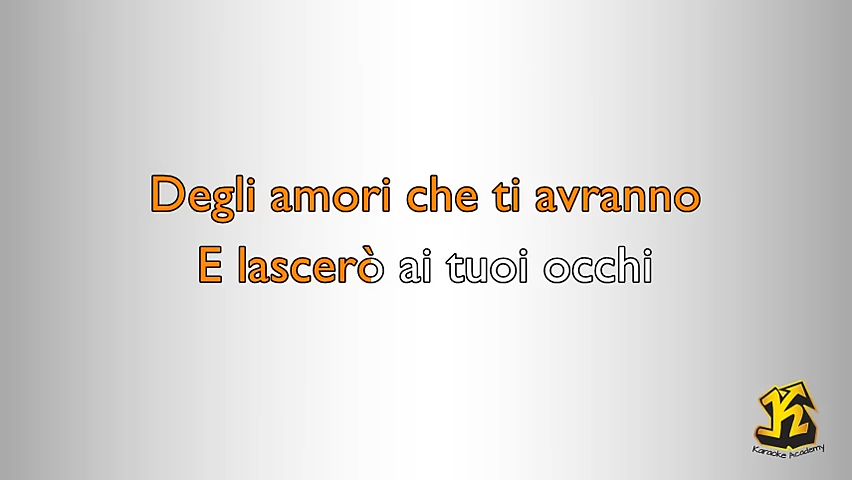 Degli amori che ti avranno
E lascerò ai tuoi occhi
K
Karaoke Academy